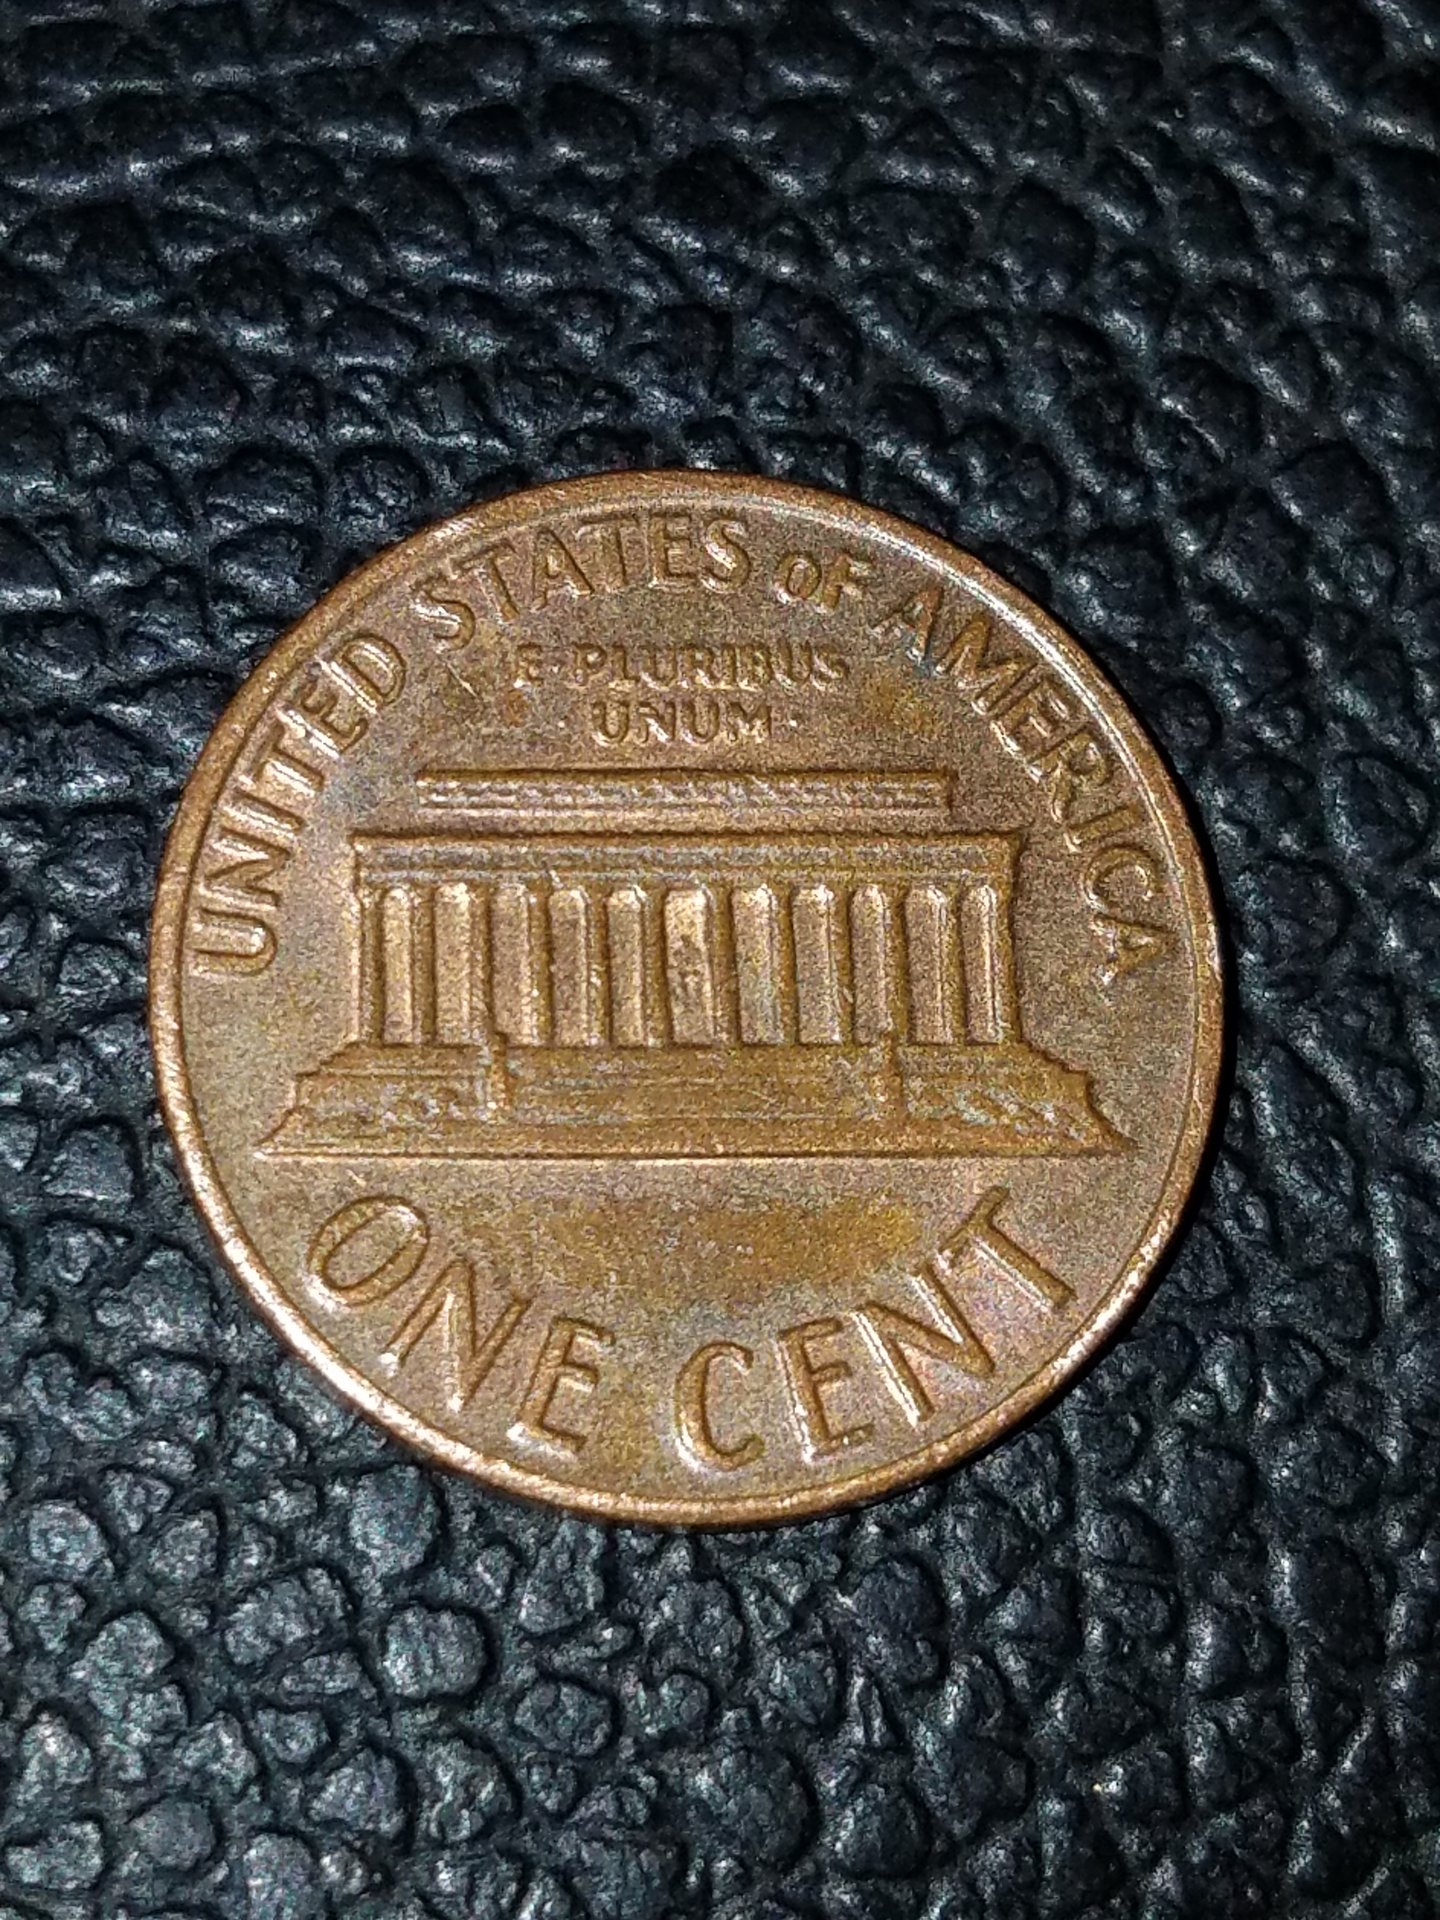 UNITED STATES OF AMERICA
E·PLURIBUS
·UNUM·
ONE CENT